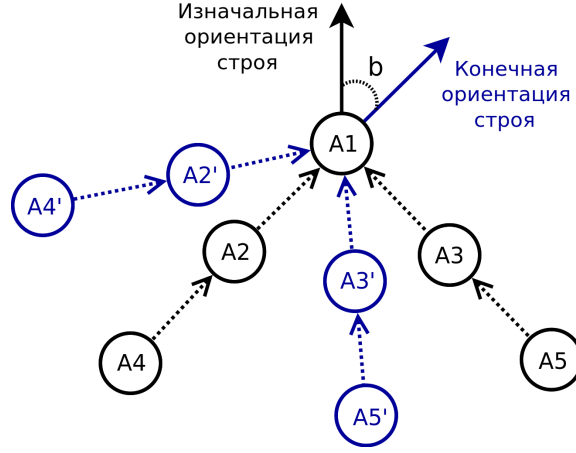 Изначальная
ориентация
строя
b
Конечная
ориентация
строя
A1
A2'
A4'
A2
A3
A3'
A4
A5
A5'